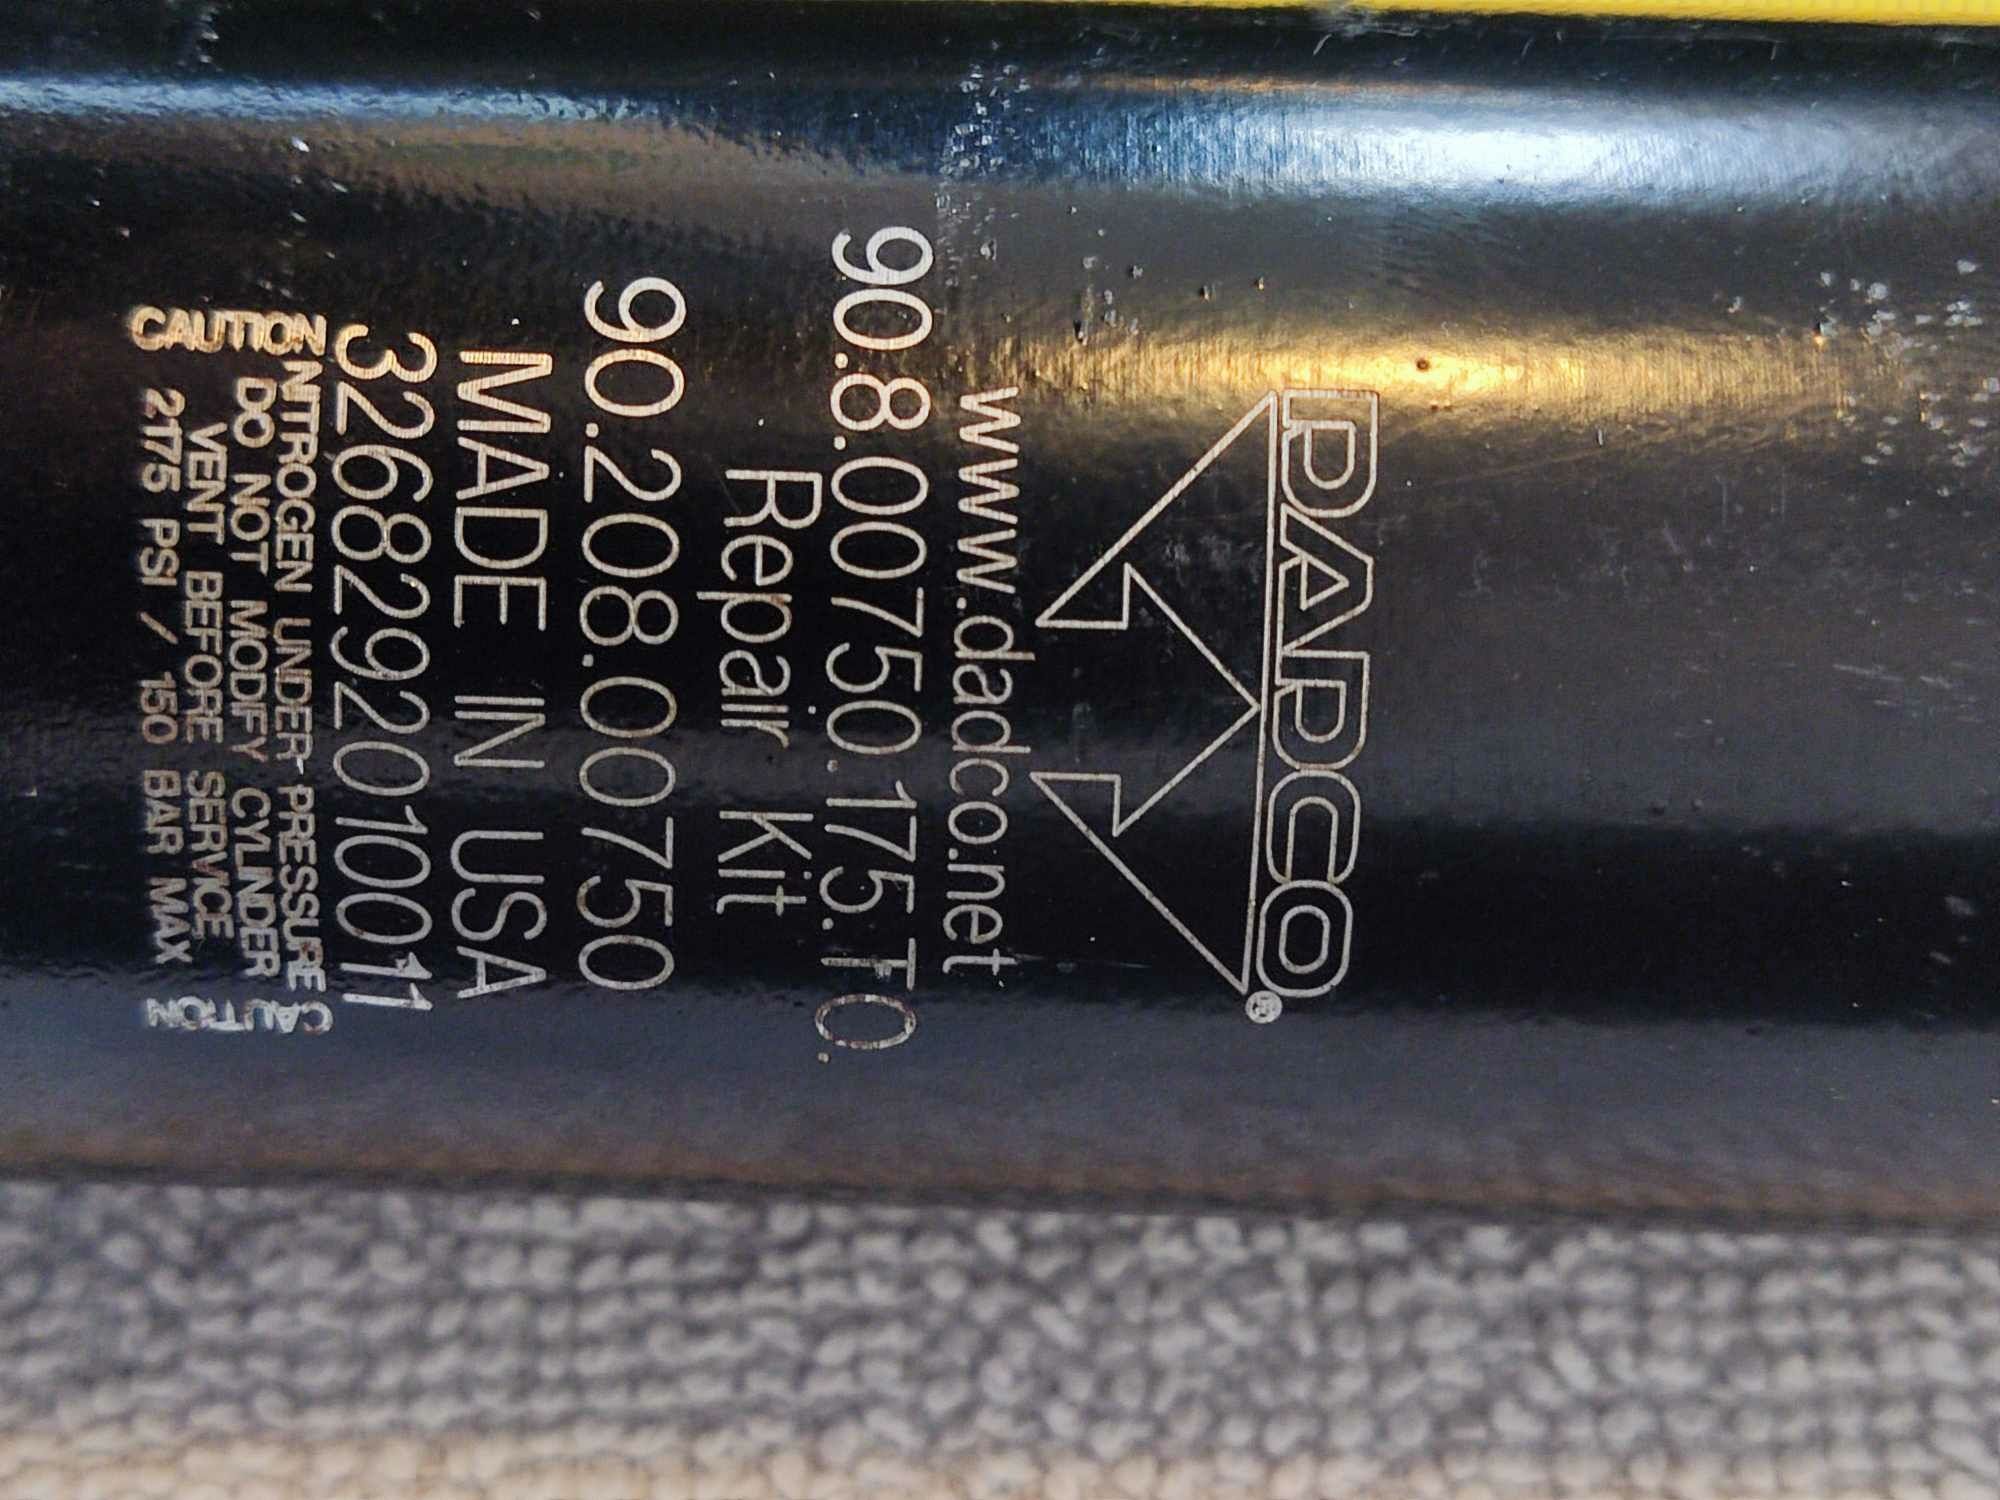 DADCO®
www.dadco.net
90.8.00750.175.TO.
Repair Kit
90.208.00750
MADE IN USA
3268292010011
CAUTION
NITROGEN UNDER PRESSURE
DO NOT MODIFY CYLINDER
VENT BEFORE SERVICE
2175 PSI / 150 BAR MAX
CAUTION